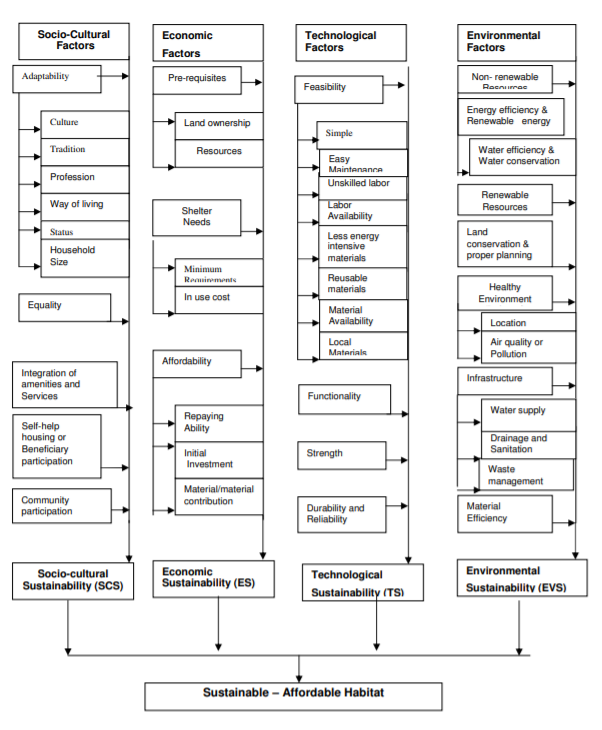 Socio-Cultural
Factors
Adaptability
Culture
Tradition
Profession
Way of living
Status
Household
Size
Equality
Integration of
amenities and
Services
Self-help
housing or
Beneficiary
participation
Community
participation
Socio-cultural
Sustainability (SCS)
Economic
Factors
Pre-requisites
Land ownership
Resources
Shelter
Needs
Minimum
Requirements
In use cost
Affordability
Repaying
Ability
Initial
Investment
Material/material
contribution
Economic
Sustainability (ES)
Technological
Factors
Feasibility
Simple
Easy
Maintenance
Unskilled labor
Labor
Availability
Less energy
intensive
materials
Reusable
materials
Material
Availability
Local
Materials
Functionality
Strength
Durability and
Reliability
Technological
Sustainability (TS)
Environmental
Factors
Non- renewable
Resources
Energy efficiency &
Renewable energy
Water efficiency &
Water conservation
Renewable
Resources
Land
conservation &
proper planning
Healthy
Environment
Location
Air quality or
Pollution
Infrastructure
Water supply
Drainage and
Sanitation
Waste
management
Material
Efficiency
Environmental
Sustainability (EVS)
Sustainable – Affordable Habitat